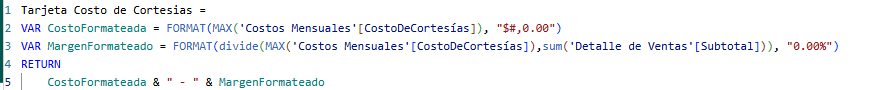 1 Tarjeta Costo de Cortesias =
2 VAR CostoFormateada = FORMAT(MAX('Costos Mensuales'[CostoDeCortesías]), "$#,0.00")
3 VAR MargenFormateado = FORMAT(divide(MAX('Costos Mensuales'[CostoDeCortesías]),sum('Detalle de Ventas'[Subtotal])), "0.00%")
4 RETURN
5     CostoFormateada & " - " & MargenFormateado